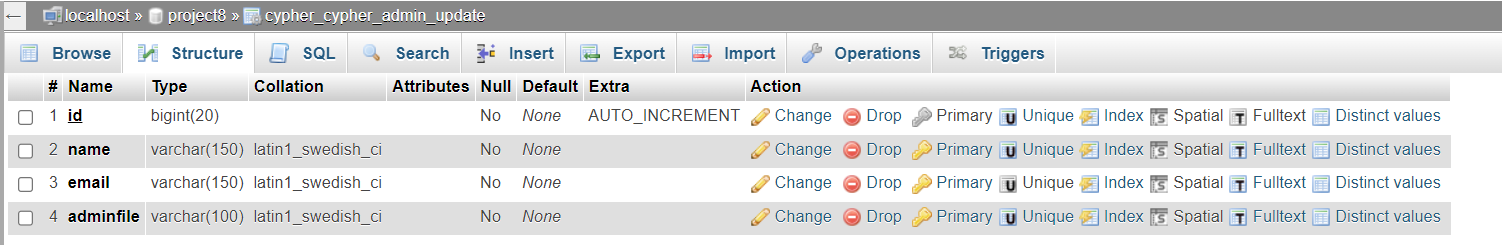 localhost » project8 » cypher_cypher_admin_update
Browse Structure SQL Search Insert Export Import Operations Triggers
# Name Type Collation Attributes Null Default Extra Action
1 id bigint(20) No None AUTO_INCREMENT Change Drop Primary Unique Index Spatial Fulltext Distinct values
2 name varchar(150) latin1_swedish_ci No None Change Drop Primary Unique Index Spatial Fulltext Distinct values
3 email varchar(150) latin1_swedish_ci No None Change Drop Primary Unique Index Spatial Fulltext Distinct values
4 adminfile varchar(100) latin1_swedish_ci No None Change Drop Primary Unique Index Spatial Fulltext Distinct values